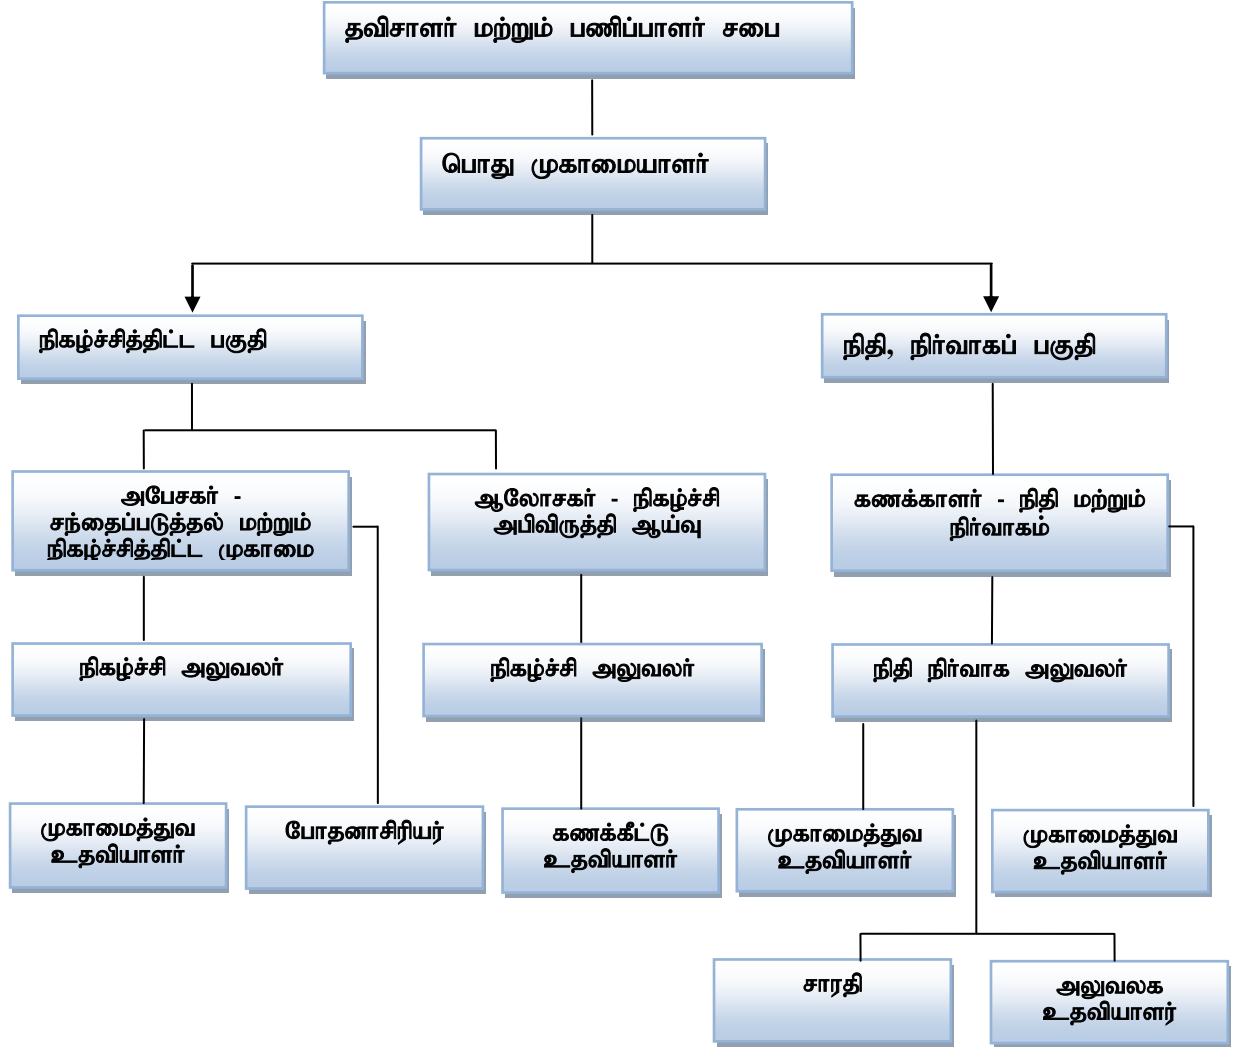 தவிசாளர் மற்றும் பணிப்பாளர் சபை
பொது முகாமையாளர்
நிகழ்ச்சித்திட்ட பகுதி
நிதி, நிர்வாகப் பகுதி
அபேசகர் -
சந்தைப்படுத்தல் மற்றும்
நிகழ்ச்சித்திட்ட முகாமை
ஆலோசகர் - நிகழ்ச்சி
அபிவிருத்தி ஆய்வு
கணக்காளர் - நிதி மற்றும்
நிர்வாகம்
நிகழ்ச்சி அலுவலர்
நிகழ்ச்சி அலுவலர்
நிதி நிர்வாக அலுவலர்
முகாமைத்துவ
உதவியாளர்
போதனாசிரியர்
கணக்கீட்டு
உதவியாளர்
முகாமைத்துவ
உதவியாளர்
முகாமைத்துவ
உதவியாளர்
சாரதி
அலுவலக
உதவியாளர்